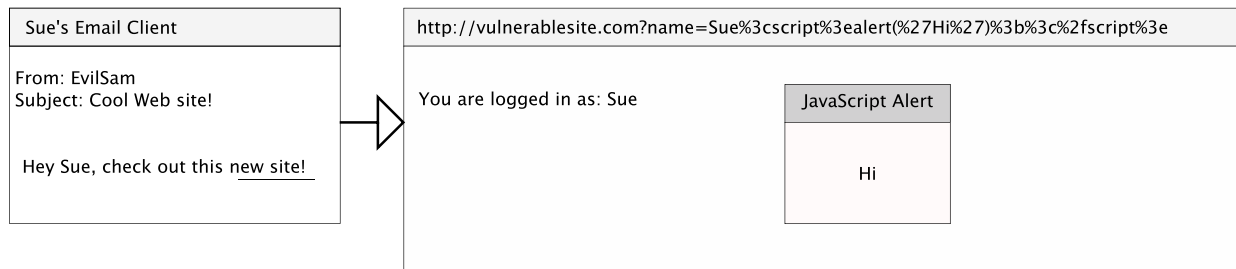 Sue's Email Client
From: EvilSam
Subject: Cool Web site!
Hey Sue, check out this new site!
http://vulnerablesite.com?name=Sue%3cscript%3ealert(%27Hi%27)%3b%3c%2fscript%3e
You are logged in as: Sue
JavaScript Alert
Hi